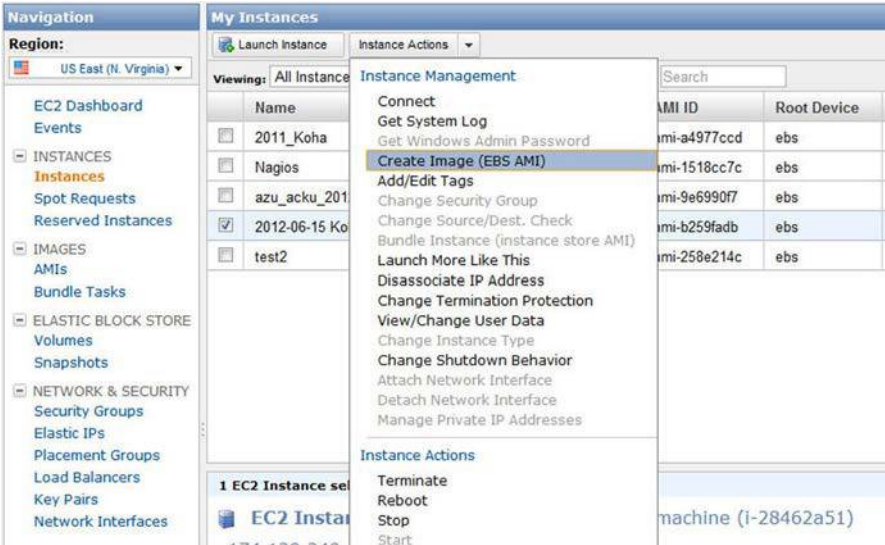 Navigation
Region:
US East (N. Virginia)
EC2 Dashboard
Events
INSTANCES
Instances
Spot Requests
Reserved Instances
IMAGES
AMIs
Bundle Tasks
ELASTIC BLOCK STORE
Volumes
Snapshots
NETWORK & SECURITY
Security Groups
Elastic IPs
Placement Groups
Load Balancers
Key Pairs
Network Interfaces
My Instances
Launch Instance Instance Actions
Viewing: All Instance Search
Name AMI ID Root Device
2011_Koha ami-a4977ccd ebs
Nagios ami-1518cc7c ebs
azu_acku_201 ami-9e6990f7 ebs
2012-06-15 Ko ami-b259fadb ebs
test2 ami-258e214c ebs
Instance Management
Connect
Get System Log
Get Windows Admin Password
Create Image (EBS AMI)
Add/Edit Tags
Change Security Group
Change Source/Dest. Check
Bundle Instance (instance store AMI)
Launch More Like This
Disassociate IP Address
Change Termination Protection
View/Change User Data
Change Instance Type
Change Shutdown Behavior
Attach Network Interface
Detach Network Interface
Manage Private IP Addresses
Instance Actions
Terminate
Reboot
Stop
Start
1 EC2 Instance sel
EC2 Instan machine (i-28462a51)